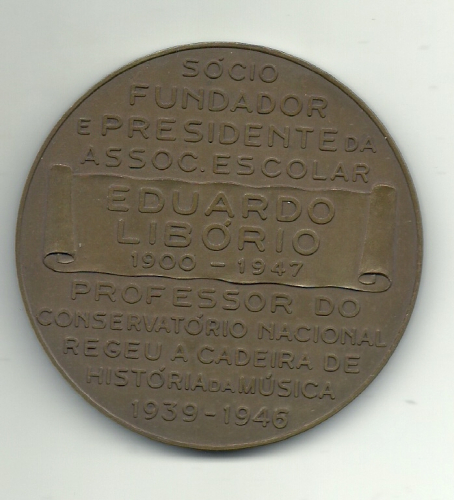 SÓCIO
FUNDADOR
E PRESIDENTE DA
ASSOC. ESCOLAR
EDUARDO
LIBÓRIO
1900 - 1947
PROFESSOR DO
CONSERVATÓRIO NACIONAL
REGEU A CADEIRA DE
HISTÓRIA DA MÚSICA
1939-1946